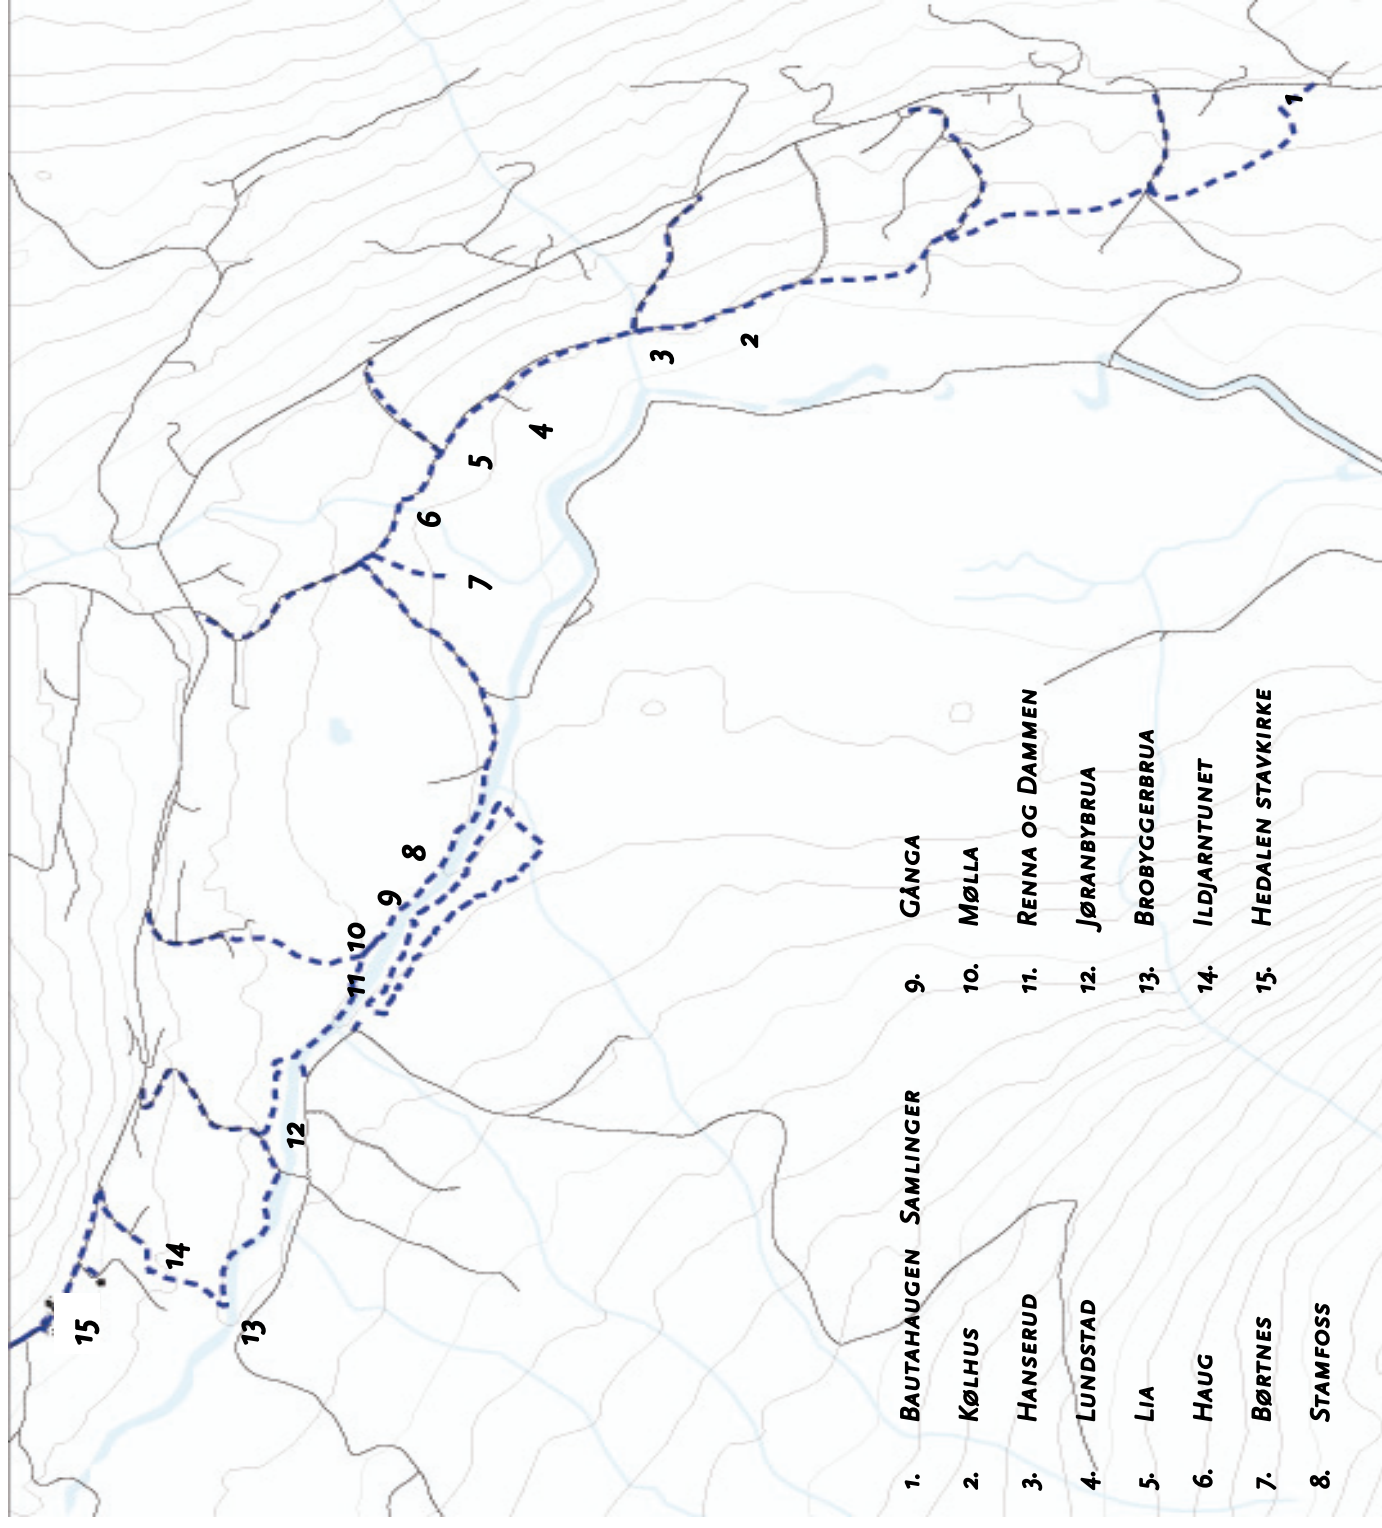 1. BAUTAHAUGEN SAMLINGER
2. KØLHUS
3. HANSERUD
4. LUNDSTAD
5. LIA
6. HAUG
7. BØRTNES
8. STAMFOSS
9. GÅNGA
10. MØLLA
11. RENNA OG DAMMEN
12. JØRANBYBRUA
13. BROBYGGERBRUA
14. ILDJARNTUNET
15. HEDALEN STAVKIRKE
15
14
13
12
11
10
9
8
7
6
5
4
3
2
1